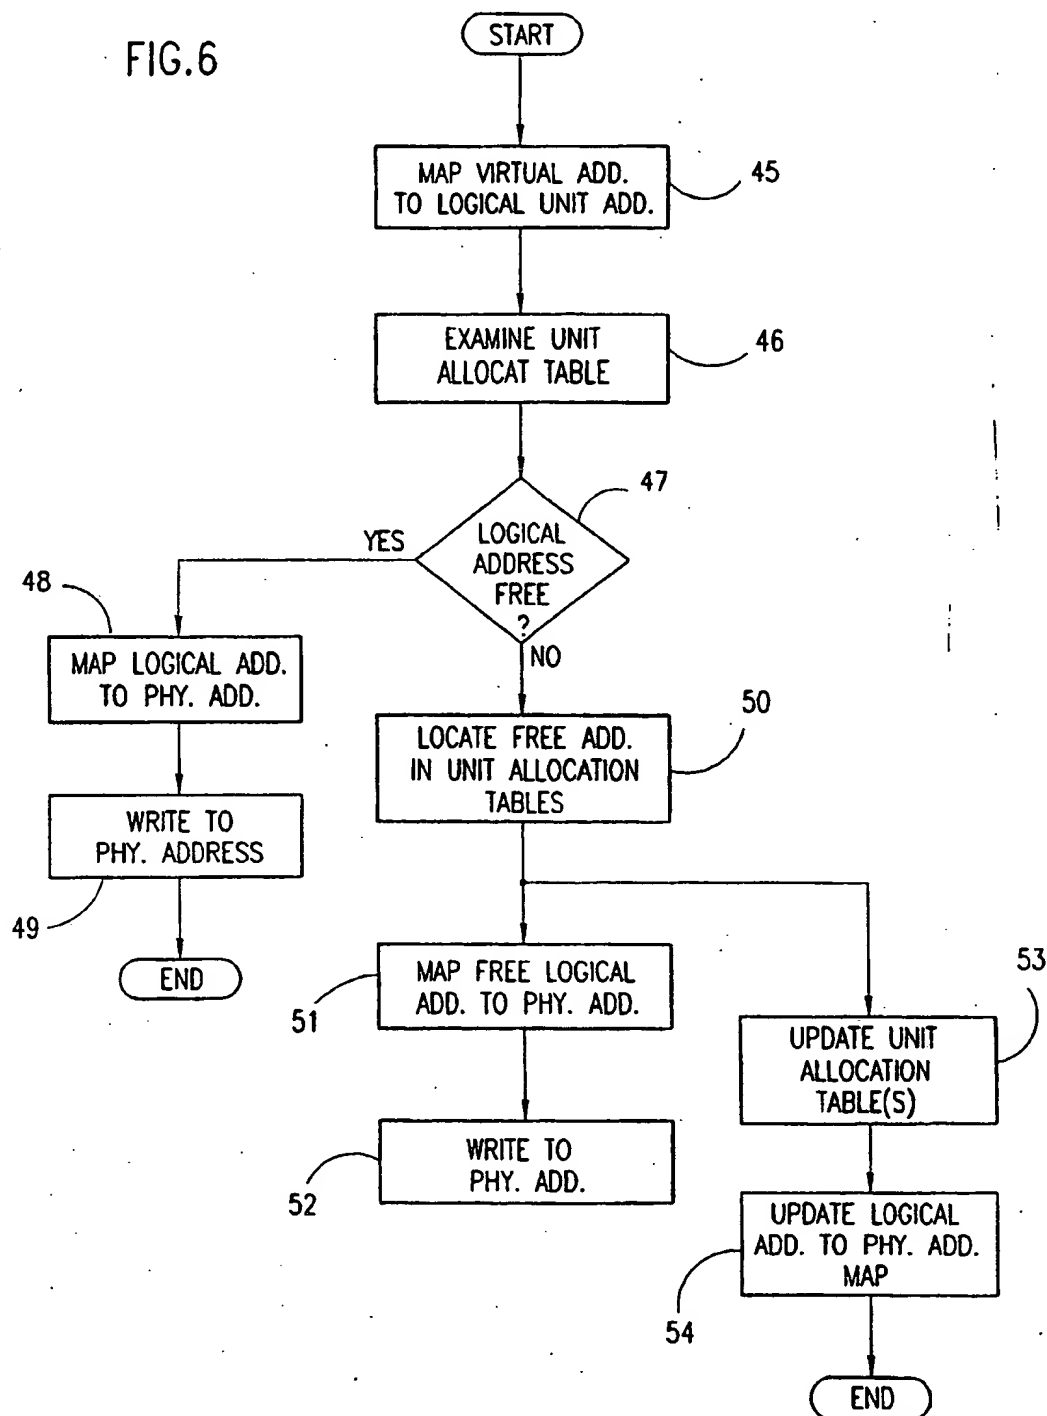 FIG.6
START
MAP VIRTUAL ADD.
TO LOGICAL UNIT ADD.
45
EXAMINE UNIT
ALLOCAT TABLE
46
47
LOGICAL
ADDRESS
FREE
?
YES
NO
48
MAP LOGICAL ADD.
TO PHY. ADD.
WRITE TO
PHY. ADDRESS
49
END
50
LOCATE FREE ADD.
IN UNIT ALLOCATION
TABLES
MAP FREE LOGICAL
ADD. TO PHY. ADD.
51
WRITE TO
PHY. ADD.
52
53
UPDATE UNIT
ALLOCATION
TABLE(S)
UPDATE LOGICAL
ADD. TO PHY. ADD.
MAP
54
END